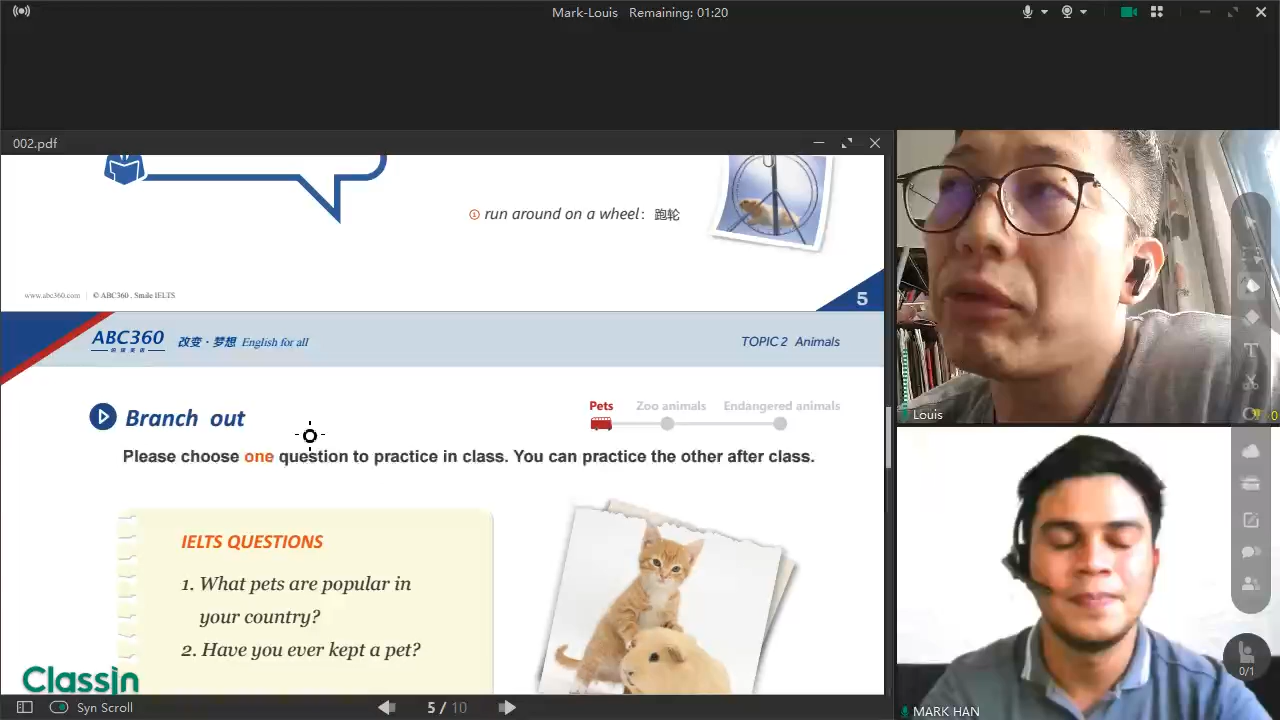 Mark-Louis Remaining: 01:20
002.pdf
① run around on a wheel: 跑轮
www.abc360.com | © ABC360 . Smile IELTS
5
ABC360 改变·梦想 English for all
TOPIC 2 Animals
Branch out
Pets Zoo animals Endangered animals
Please choose one question to practice in class. You can practice the other after class.
IELTS QUESTIONS
1. What pets are popular in
your country?
2. Have you ever kept a pet?
ClassIn
Syn Scroll
5 / 10
Louis
0/1
MARK HAN